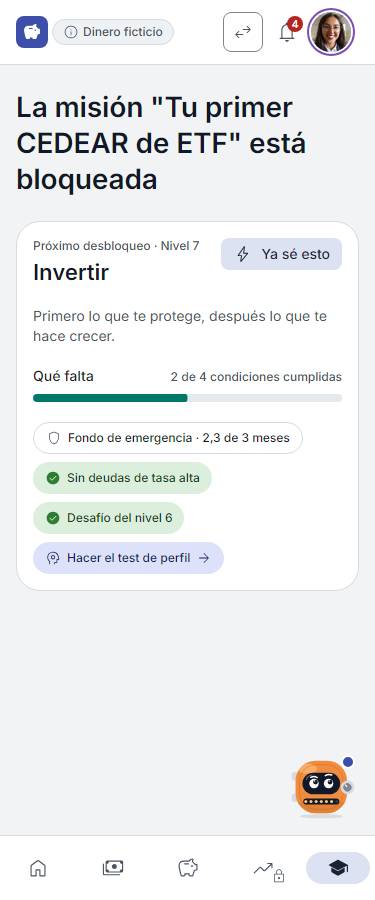 Dinero ficticio
4
La misión "Tu primer
CEDEAR de ETF" está
bloqueada
Próximo desbloqueo · Nivel 7
Invertir
Ya sé esto
Primero lo que te protege, después lo que te
hace crecer.
Qué falta
2 de 4 condiciones cumplidas
Fondo de emergencia · 2,3 de 3 meses
Sin deudas de tasa alta
Desafío del nivel 6
Hacer el test de perfil